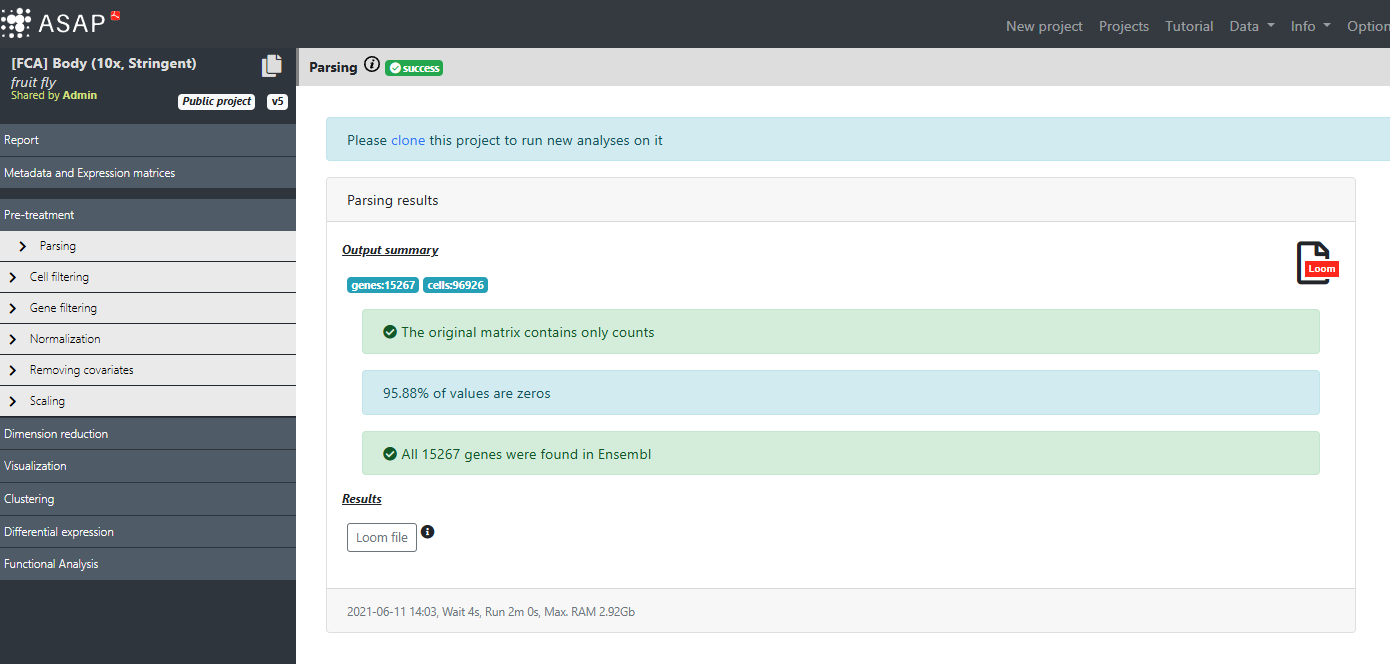 ASAP
New project Projects Tutorial Data Info Option
[FCA] Body (10x, Stringent)
fruit fly
Shared by Admin
Public project v5
Report
Metadata and Expression matrices
Pre-treatment
Parsing
Cell filtering
Gene filtering
Normalization
Removing covariates
Scaling
Dimension reduction
Visualization
Clustering
Differential expression
Functional Analysis
Parsing success
Please clone this project to run new analyses on it
Parsing results
Output summary
Loom
genes:15267 cells:96926
The original matrix contains only counts
95.88% of values are zeros
All 15267 genes were found in Ensembl
Results
Loom file
2021-06-11 14:03, Wait 4s, Run 2m 0s, Max. RAM 2.92Gb